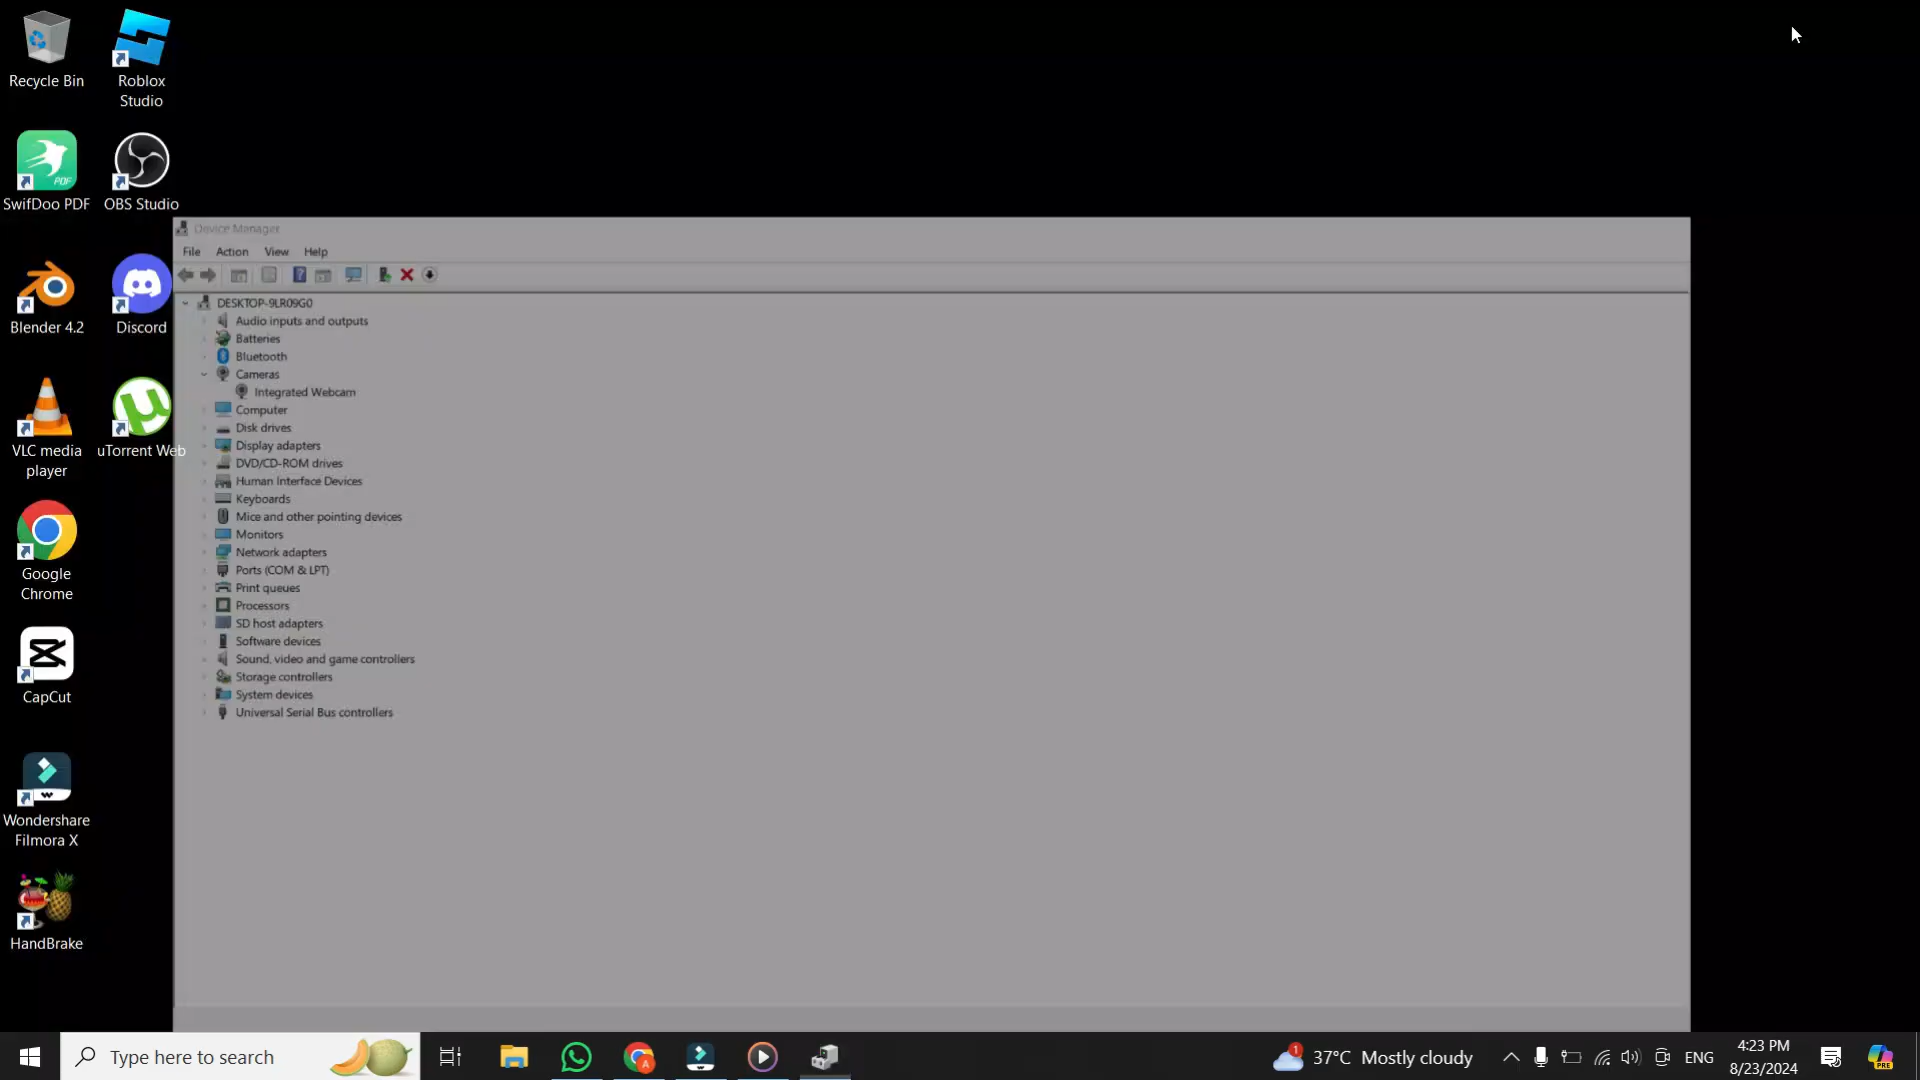 Recycle Bin
Roblox
Studio
SwifDoo PDF
OBS Studio
Blender 4.2
Discord
VLC media
player
uTorrent Web
Google
Chrome
CapCut
Wondershare
Filmora X
HandBrake
Device Manager
File Action View Help
DESKTOP-9LR09G0
Audio inputs and outputs
Batteries
Bluetooth
Cameras
Integrated Webcam
Computer
Disk drives
Display adapters
DVD/CD-ROM drives
Human Interface Devices
Keyboards
Mice and other pointing devices
Monitors
Network adapters
Ports (COM & LPT)
Print queues
Processors
SD host adapters
Software devices
Sound, video and game controllers
Storage controllers
System devices
Universal Serial Bus controllers
Type here to search
1
37°C Mostly cloudy
ENG
4:23 PM
8/23/2024
PRE